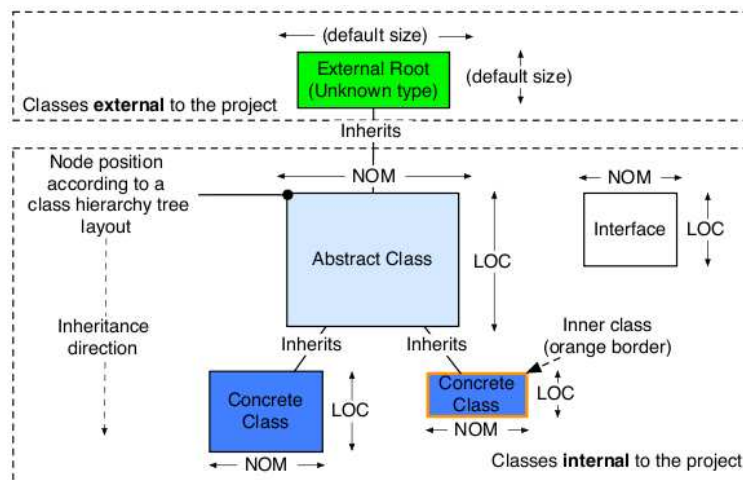 (default size)
External Root
(Unknown type)
(default size)
Classes external to the project
Inherits
Node position
according to a
class hierarchy tree
layout
NOM
NOM
Abstract Class
LOC
Interface
LOC
Inheritance
direction
Inherits
Inherits
Inner class
(orange border)
Concrete
Class
LOC
Concrete
Class
LOC
NOM
NOM
Classes internal to the project